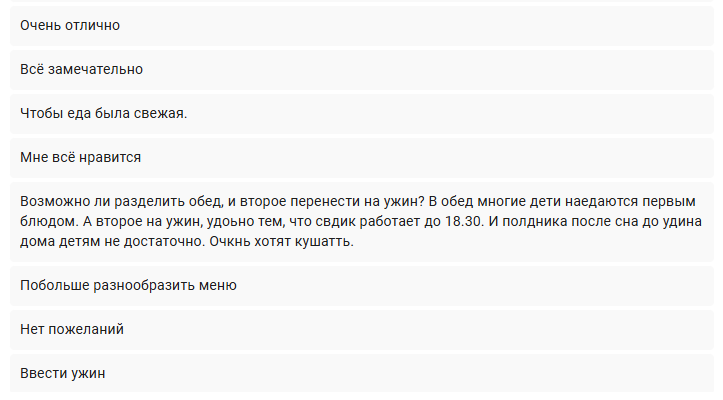 Очень отлично
Всё замечательно
Чтобы еда была свежая.
Мне всё нравится
Возможно ли разделить обед, и второе перенести на ужин? В обед многие дети наедаются первым
блюдом. А второе на ужин, удоьно тем, что свдик работает до 18.30. И полдника после сна до удина
дома детям не достаточно. Очкнь хотят кушатть.
Побольше разнообразить меню
Нет пожеланий
Ввести ужин